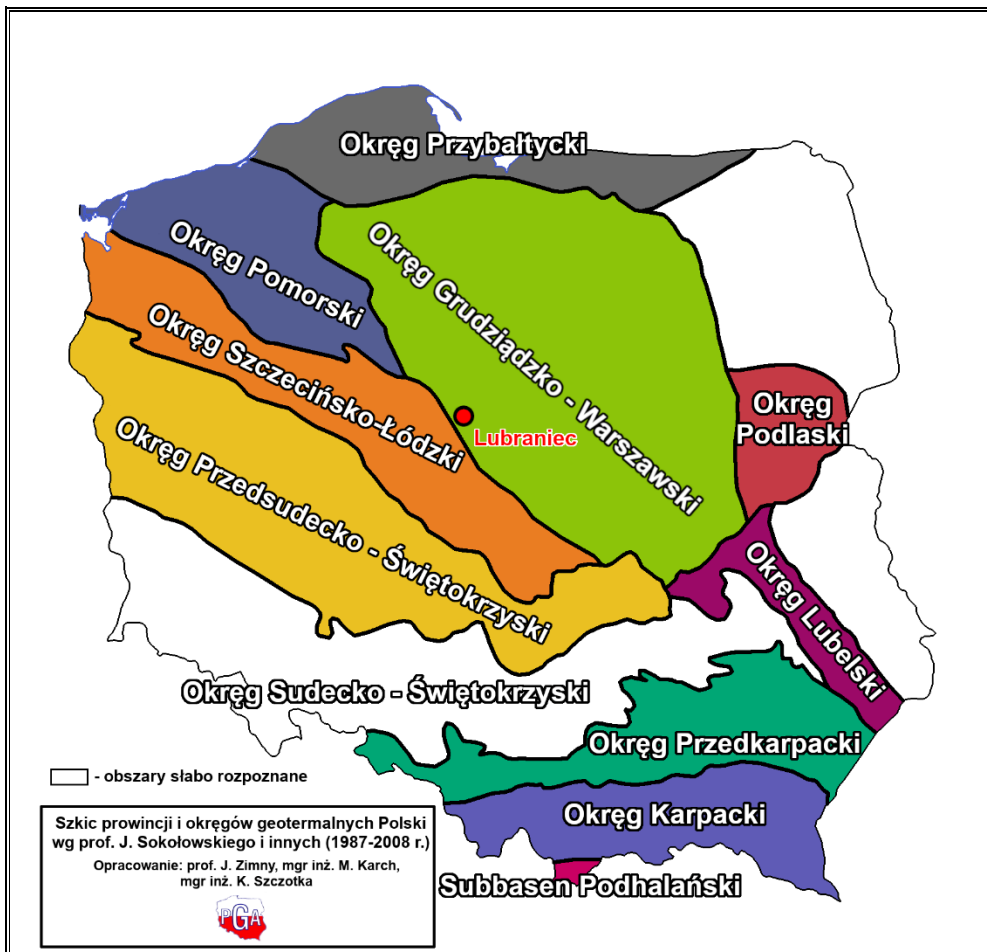 Okręg Przybałtycki
Okręg Pomorski
Okręg Grudziądzko - Warszawski
Okręg Szczecińsko-Łódzki
Okręg
Podlaski
Lubraniec
Okręg Przedsudecko - Świętokrzyski
Okręg Lubelski
Okręg Sudecko - Świętokrzyski
Okręg Przedkarpacki
- obszary słabo rozpoznane
Okręg Karpacki
Szkic prowincji i okręgów geotermalnych Polski
wg prof. J. Sokołowskiego i innych (1987-2008 r.)
Opracowanie: prof. J. Zimny, mgr inż. M. Karch,
mgr inż. K. Szczotka
PGA
Subbasen Podhalański